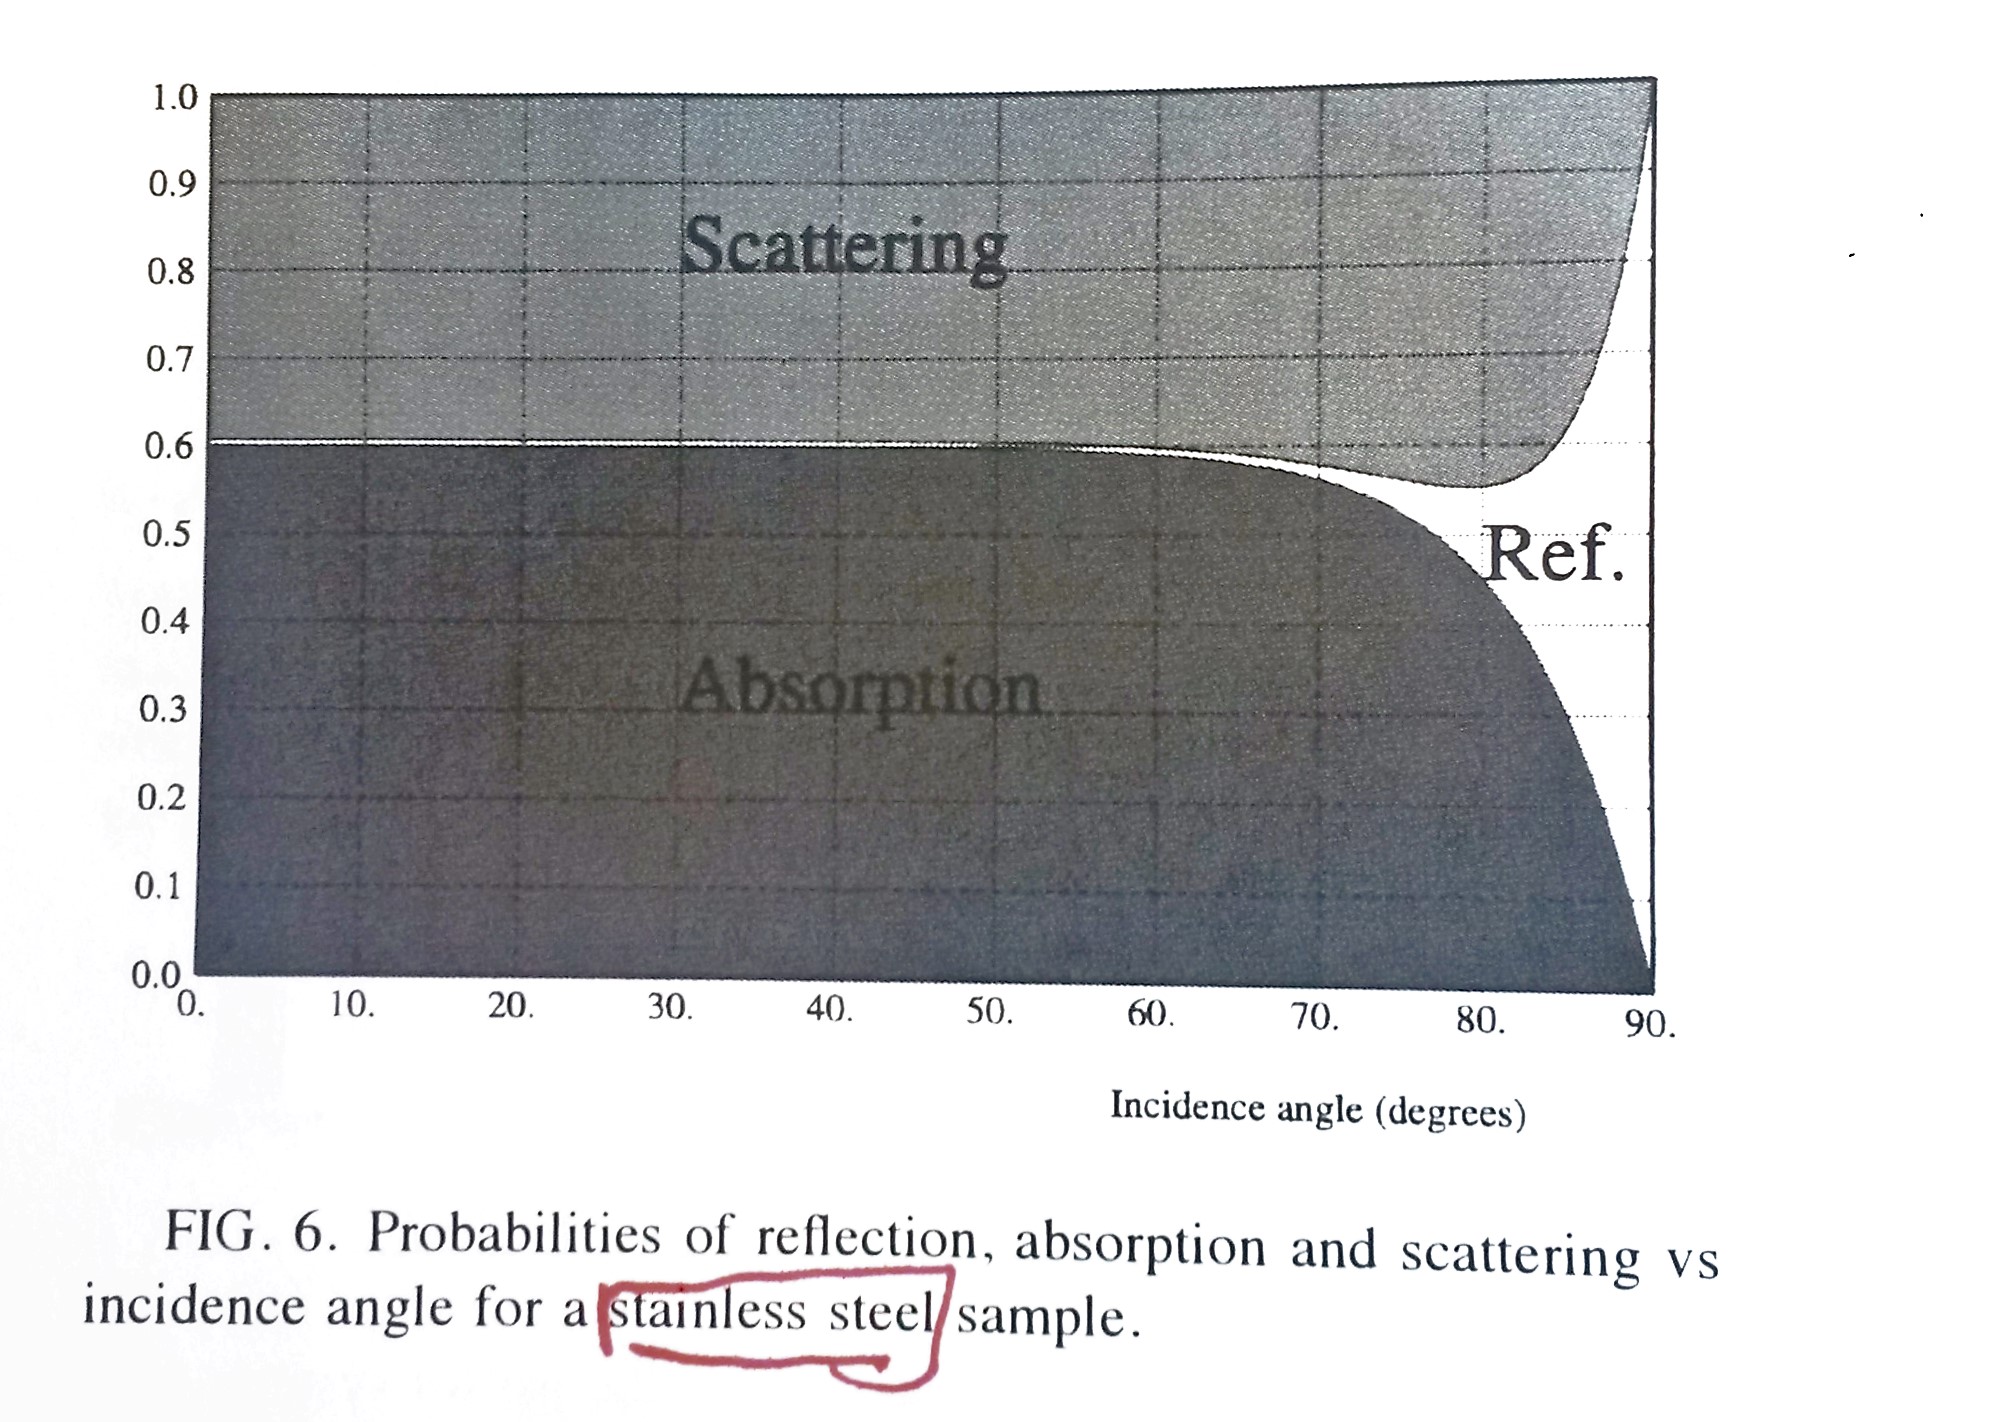 1.0
0.9
Scattering
0.8
0.7
0.6
0.5
Ref.
0.4
Absorption
0.3
0.2
0.1
0.0
0. 10. 20. 30. 40. 50. 60. 70. 80. 90.
Incidence angle (degrees)
FIG. 6. Probabilities of reflection, absorption and scattering vs
incidence angle for a stainless steel sample.